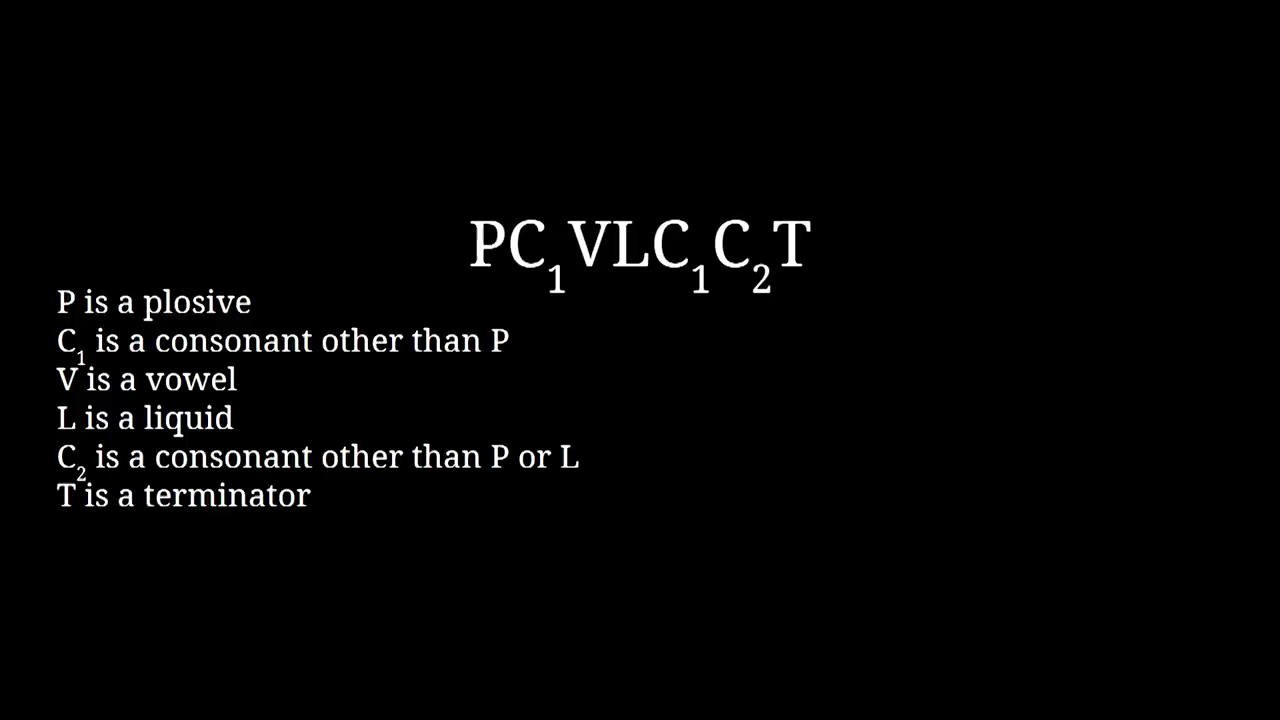 PC₁VLC₁C₂T
P is a plosive
C₁ is a consonant other than P
V is a vowel
L is a liquid
C₂ is a consonant other than P or L
T is a terminator